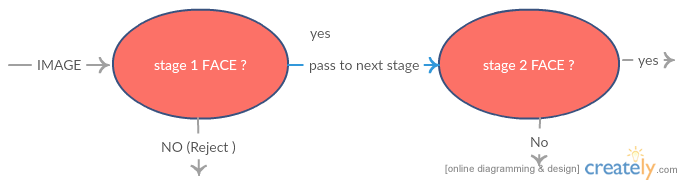 yes
IMAGE
stage 1 FACE ?
pass to next stage
stage 2 FACE ?
yes
NO (Reject )
No
[online diagramming & design] creately.com